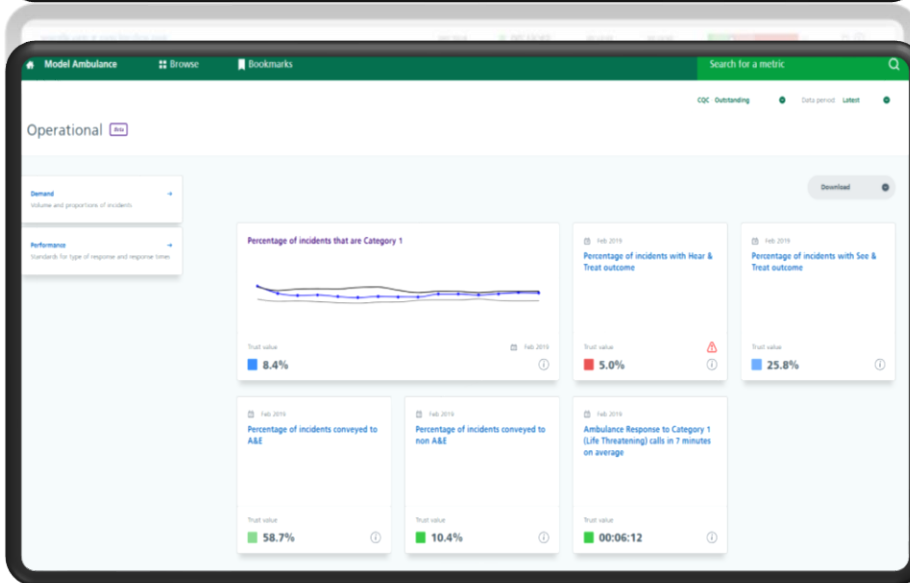 Model Ambulance
Browse
Bookmarks
Search for a metric
CQC Outstanding
Data period Latest
Operational
Download
Demand
Volume and proportions of incidents
Performance
Standards for type of response and response times
Percentage of incidents that are Category 1
Trust value
Feb 2019
8.4%
Feb 2019
Percentage of incidents with Hear &
Treat outcome
Trust value
5.0%
Feb 2019
Percentage of incidents with See &
Treat outcome
Trust value
25.8%
Feb 2019
Percentage of incidents conveyed to
A&E
Trust value
58.7%
Feb 2019
Percentage of incidents conveyed to
non A&E
Trust value
10.4%
Feb 2019
Ambulance Response to Category 1
(Life Threatening) calls in 7 minutes
on average
Trust value
00:06:12